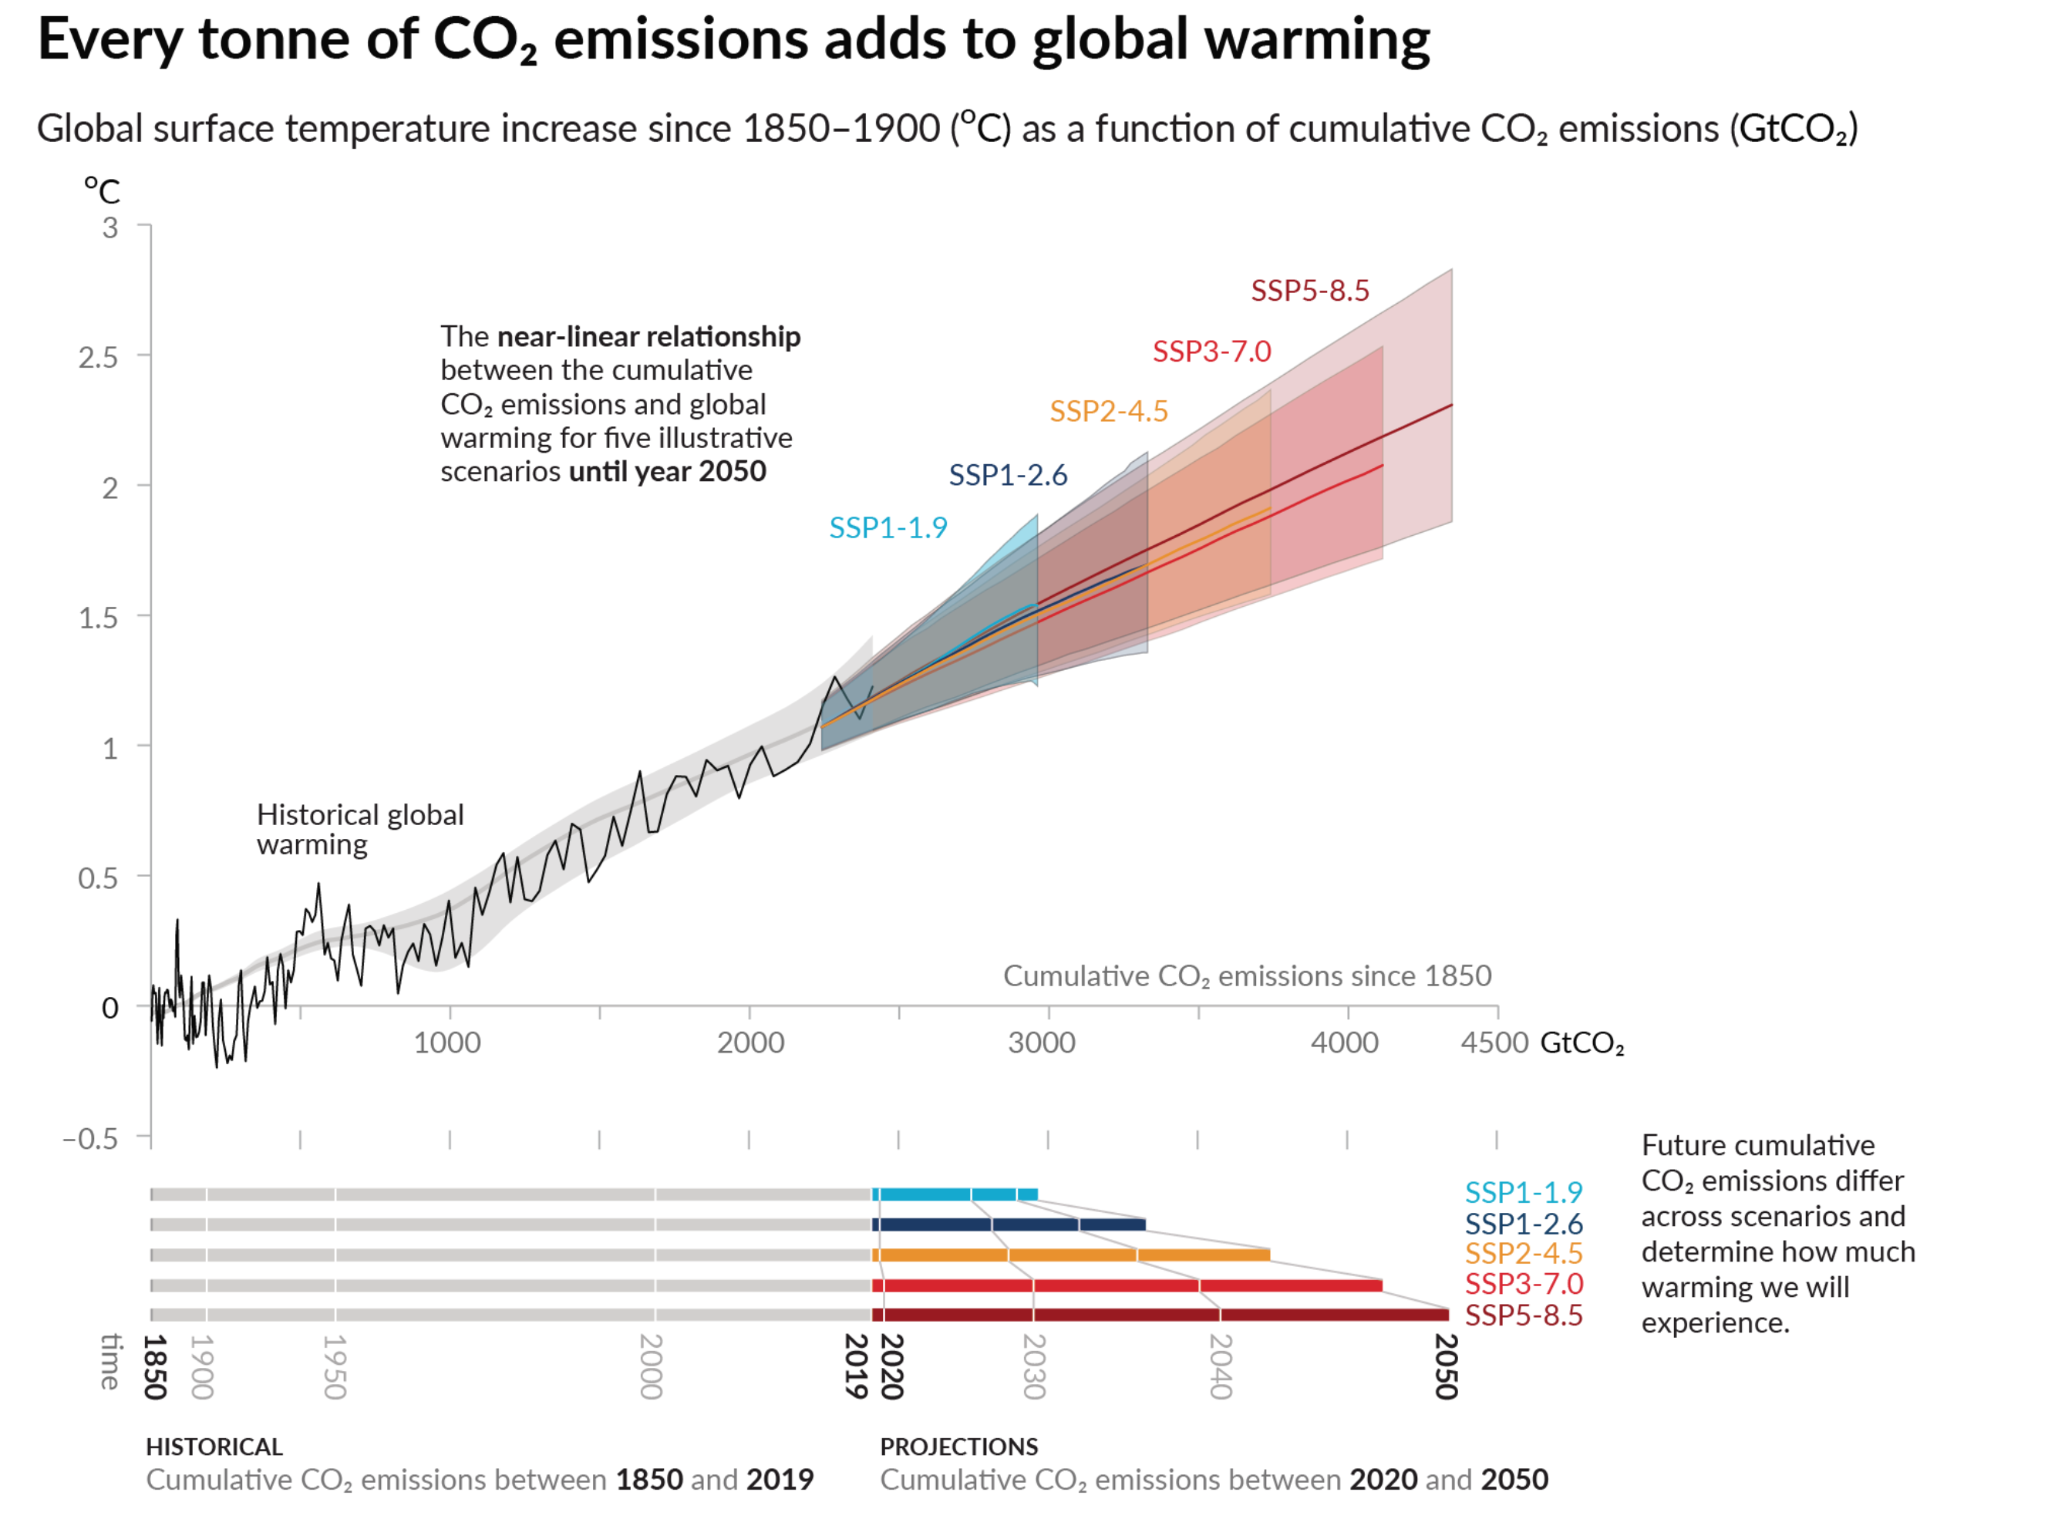 Every tonne of CO₂ emissions adds to global warming
Global surface temperature increase since 1850–1900 (°C) as a function of cumulative CO₂ emissions (GtCO₂)
°C
3
2.5
2
1.5
1
0.5
0
−0.5
The near-linear relationship
between the cumulative
CO₂ emissions and global
warming for five illustrative
scenarios until year 2050
SSP5-8.5
SSP3-7.0
SSP2-4.5
SSP1-2.6
SSP1-1.9
Historical global
warming
Cumulative CO₂ emissions since 1850
1000 2000 3000 4000 4500 GtCO₂
SSP1-1.9
SSP1-2.6
SSP2-4.5
SSP3-7.0
SSP5-8.5
Future cumulative
CO₂ emissions differ
across scenarios and
determine how much
warming we will
experience.
time 1850 1900 1950 2000 2019 2020 2030 2040 2050
HISTORICAL
Cumulative CO₂ emissions between 1850 and 2019
PROJECTIONS
Cumulative CO₂ emissions between 2020 and 2050